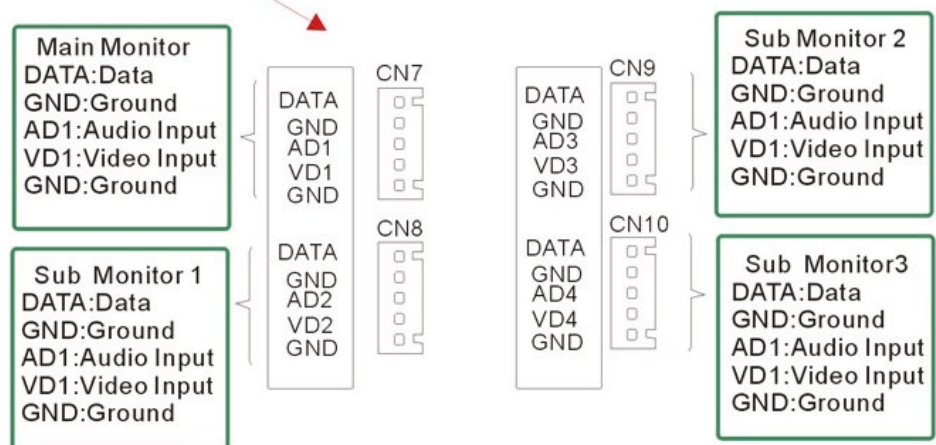 Main Monitor
DATA:Data
GND:Ground
AD1:Audio Input
VD1:Video Input
GND:Ground
CN7
DATA
GND
AD1
VD1
GND
Sub Monitor 1
DATA:Data
GND:Ground
AD1:Audio Input
VD1:Video Input
GND:Ground
CN8
DATA
GND
AD2
VD2
GND
CN9
DATA
GND
AD3
VD3
GND
Sub Monitor 2
DATA:Data
GND:Ground
AD1:Audio Input
VD1:Video Input
GND:Ground
CN10
DATA
GND
AD4
VD4
GND
Sub Monitor3
DATA:Data
GND:Ground
AD1:Audio Input
VD1:Video Input
GND:Ground